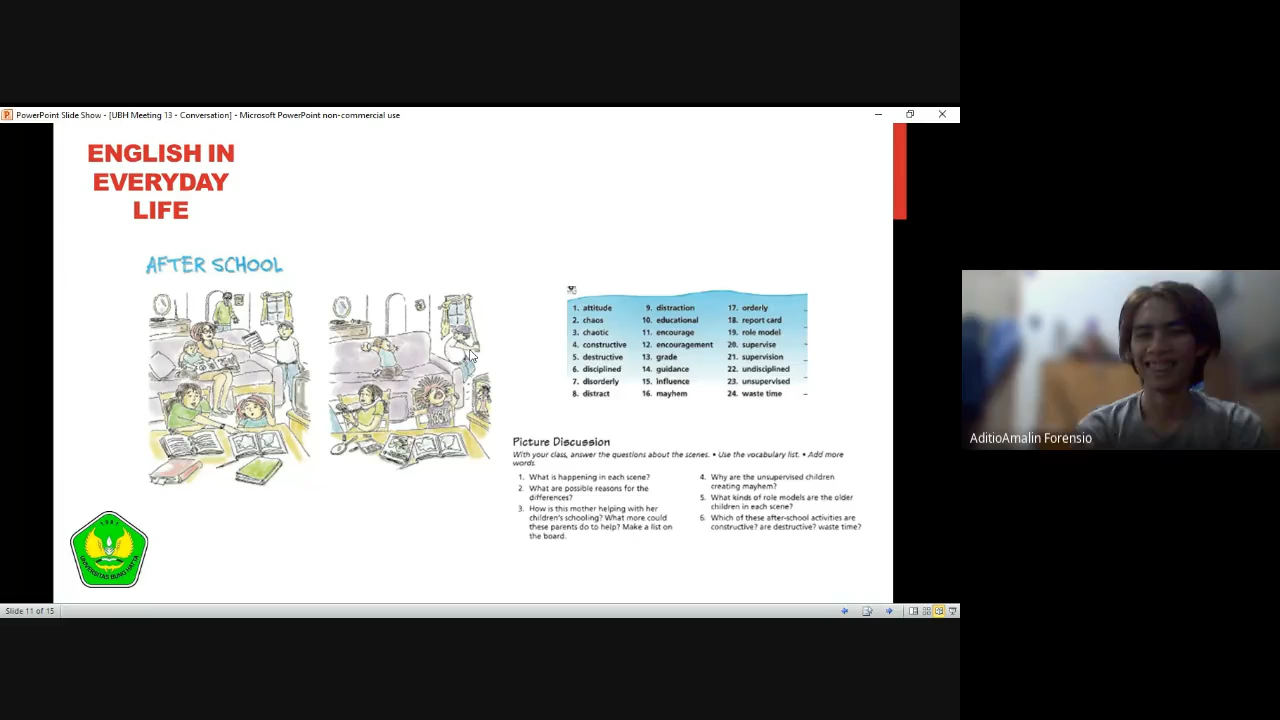 PowerPoint Slide Show - [UBH Meeting 13 - Conversation] - Microsoft PowerPoint non-commercial use
ENGLISH IN
EVERYDAY
LIFE
AFTER SCHOOL
1. attitude
2. chaos
3. chaotic
4. constructive
5. destructive
6. disciplined
7. disorderly
8. distract
9. distraction
10. educational
11. encourage
12. encouragement
13. grade
14. guidance
15. influence
16. mayhem
17. orderly
18. report card
19. role model
20. supervise
21. supervision
22. undisciplined
23. unsupervised
24. waste time
Picture Discussion
With your class, answer the questions about the scenes. • Use the vocabulary list. • Add more
words.
1. What is happening in each scene?
2. What are possible reasons for the
differences?
3. How is this mother helping with her
children's schooling? What more could
these parents do to help? Make a list on
the board.
4. Why are the unsupervised children
creating mayhem?
5. What kinds of role models are the older
children in each scene?
6. Which of these after-school activities are
constructive? are destructive? waste time?
1981
UNIVERSITAS BUNG HATTA
Slide 11 of 15
AditioAmalin Forensio